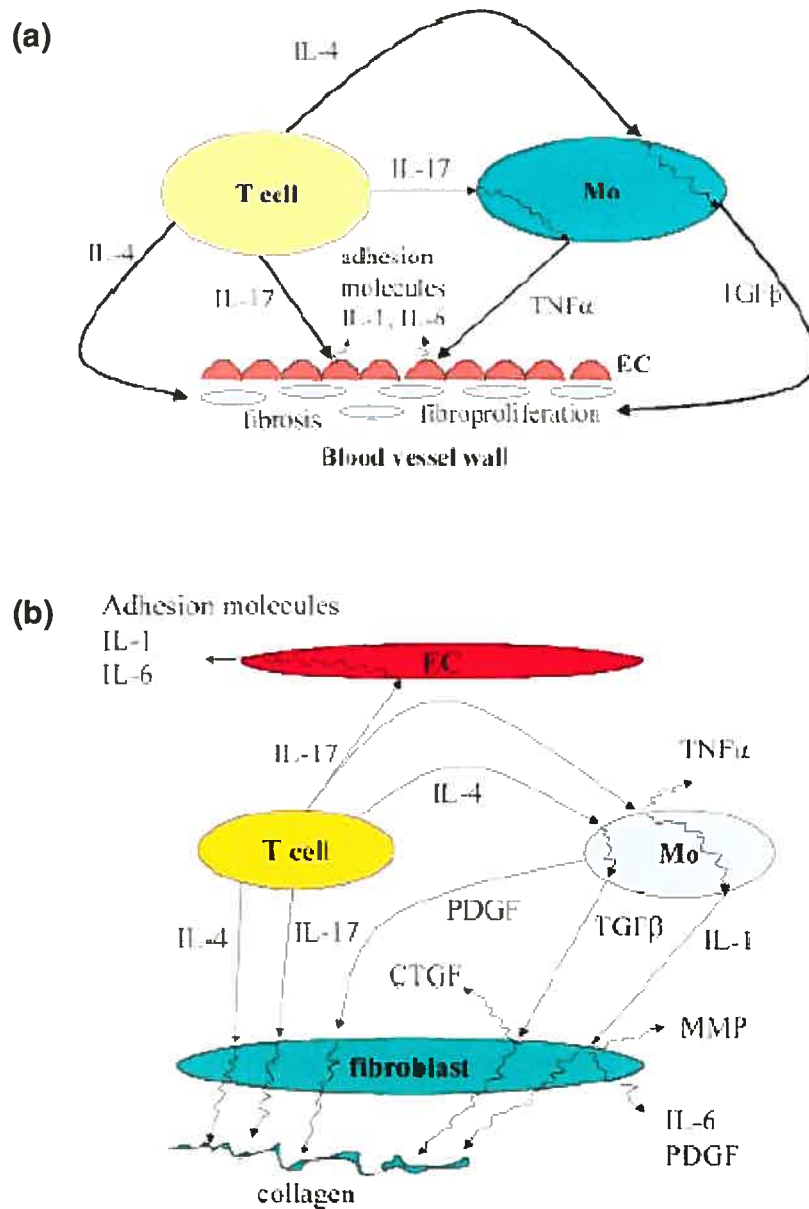 (a)
IL-4
IL-17
T cell
Mo
IL-4
IL-17
adhesion
molecules
IL-1, IL-6
TNFα
TGFβ
EC
fibrosis
fibroproliferation
Blood vessel wall
(b)
Adhesion molecules
IL-1
IL-6
EC
IL-17
TNFα
IL-4
T cell
Mo
PDGF
IL-4
IL-17
TGFβ
IL-1
CTGF
MMP
fibroblast
IL-6
PDGF
collagen